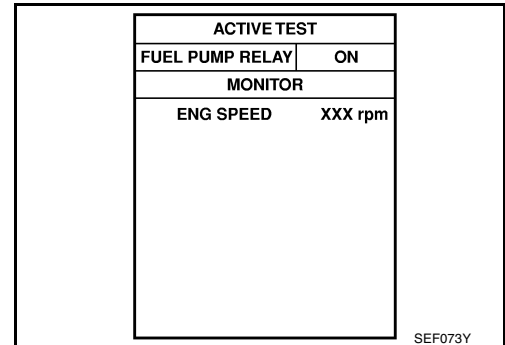 ACTIVE TEST
FUEL PUMP RELAY ON
MONITOR
ENG SPEED XXX rpm
SEF073Y